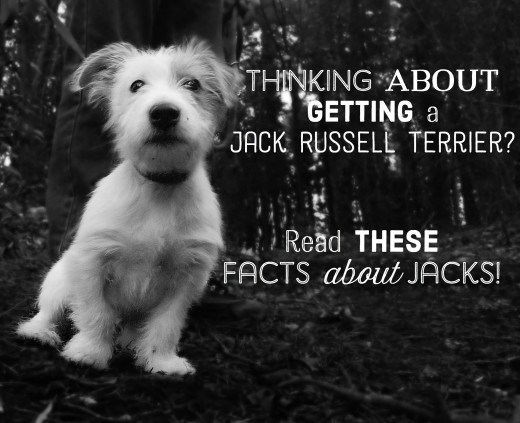 THINKING ABOUT
GETTING a
JACK RUSSELL TERRIER?
Read THESE
FACTS about JACKS!